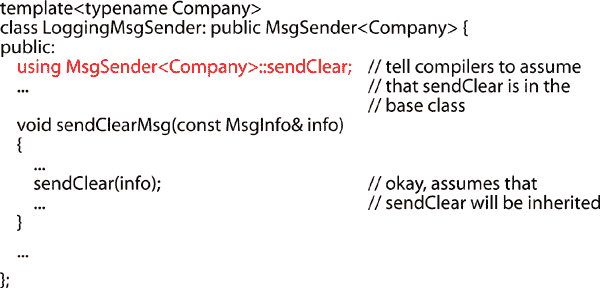 template<typename Company>
class LoggingMsgSender: public MsgSender<Company> {
public:
using MsgSender<Company>::sendClear; // tell compilers to assume
... // that sendClear is in the
// base class
void sendClearMsg(const MsgInfo& info)
{
...
sendClear(info); // okay, assumes that
... // sendClear will be inherited
}
...
};